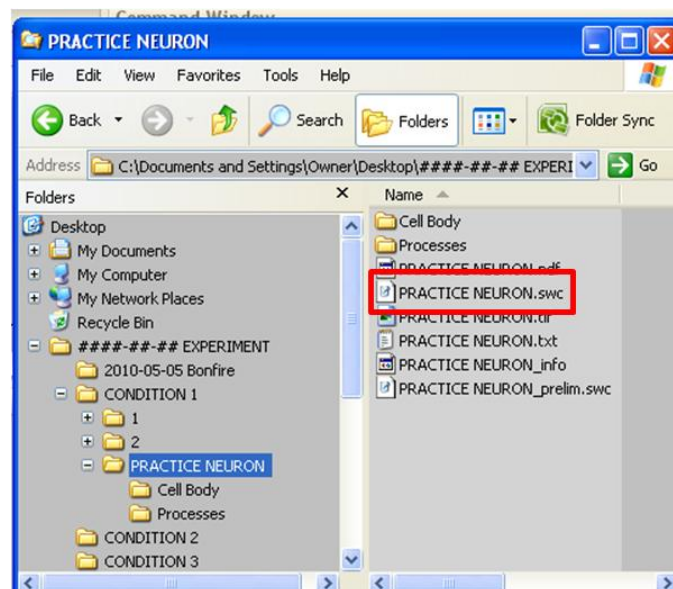 Command Window
PRACTICE NEURON
File Edit View Favorites Tools Help
Back Search Folders Folder Sync
Address C:\Documents and Settings\Owner\Desktop\####-##-## EXPERI Go
Folders X
Desktop
My Documents
My Computer
My Network Places
Recycle Bin
####-##-## EXPERIMENT
2010-05-05 Bonfire
CONDITION 1
1
2
PRACTICE NEURON
Cell Body
Processes
CONDITION 2
CONDITION 3
Name
Cell Body
Processes
PRACTICE NEURON.pdf
PRACTICE NEURON.swc
PRACTICE NEURON.tif
PRACTICE NEURON.txt
PRACTICE NEURON_info
PRACTICE NEURON_prelim.swc